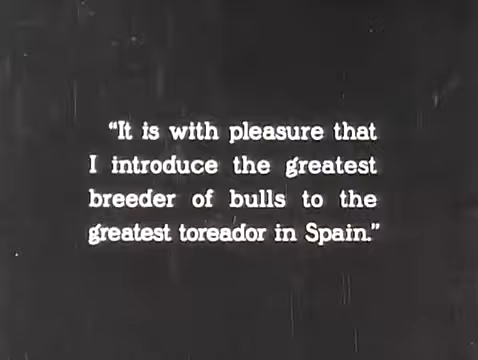 “It is with pleasure that
I introduce the greatest
breeder of bulls to the
greatest toreador in Spain.”